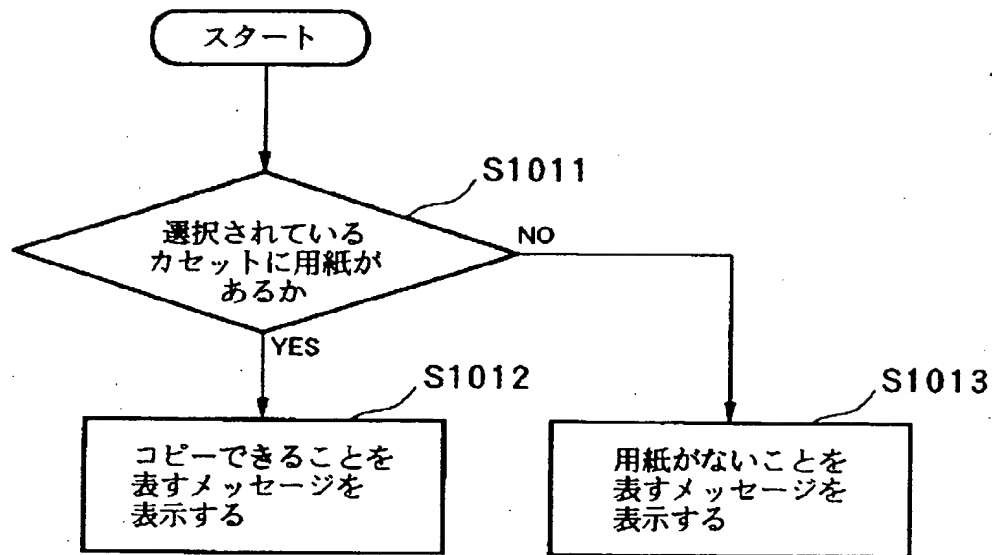 スタート
S1011
選択されている
カセットに用紙が
あるか
NO
YES
S1012
コピーできることを
表すメッセージを
表示する
S1013
用紙がないことを
表すメッセージを
表示する